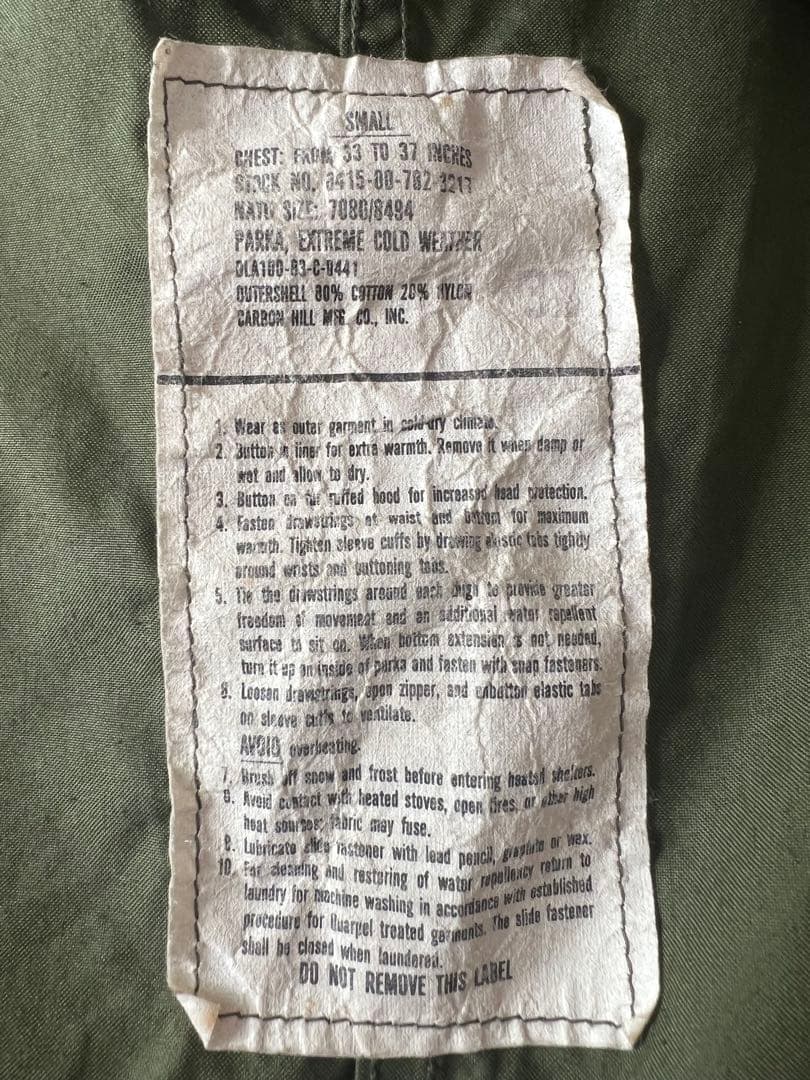 SMALL
CHEST: FROM 33 TO 37 INCHES
STOCK NO. 8415-00-782-3217
NATO SIZE: 7080/8494
PARKA, EXTREME COLD WEATHER
DLA100-83-C-0441
OUTERSHELL 80% COTTON 20% NYLON
CARBON HILL MFG CO., INC.
1. Wear as outer garment in cold-dry climate.
2. Button in liner for extra warmth. Remove it when damp or
wet and allow to dry.
3. Button on fur ruffed hood for increased head protection.
4. Fasten drawstrings at waist and bottom for maximum
warmth. Tighten sleeve cuffs by drawing elastic tabs tightly
around wrists and buttoning tabs.
5. Tie the drawstrings around each thigh to provide greater
freedom of movement and an additional water repellent
surface to sit on. When bottom extension is not needed,
turn it up on inside of parka and fasten with snap fasteners.
6. Loosen drawstrings, open zipper, and unbutton elastic tabs
on sleeve cuffs to ventilate.
AVOID overheating.
7. Brush off snow and frost before entering heated shelters.
8. Avoid contact with heated stoves, open fires, or other high
heat sources; fabric may fuse.
9. Lubricate slide fastener with lead pencil, graphite or wax.
10. For cleaning and restoring of water repellency return to
laundry for machine washing in accordance with established
procedure for Quarpel treated garments. The slide fastener
shall be closed when laundered.
DO NOT REMOVE THIS LABEL